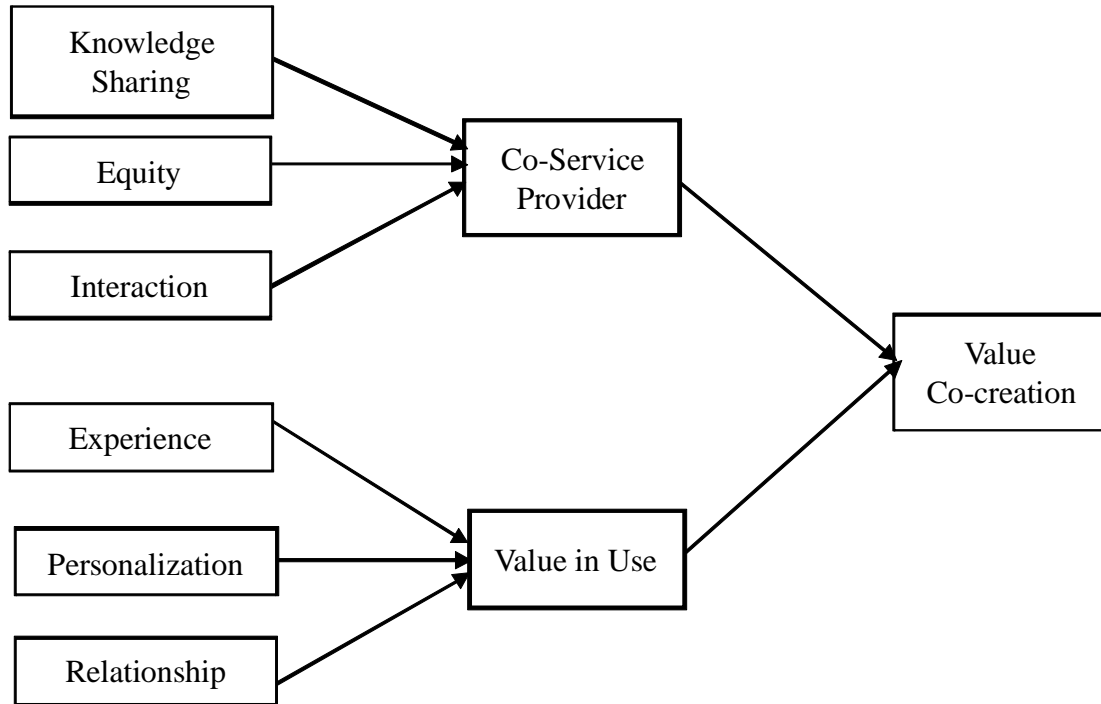 Knowledge
Sharing
Equity
Interaction
Co-Service
Provider
Value
Co-creation
Experience
Personalization
Relationship
Value in Use